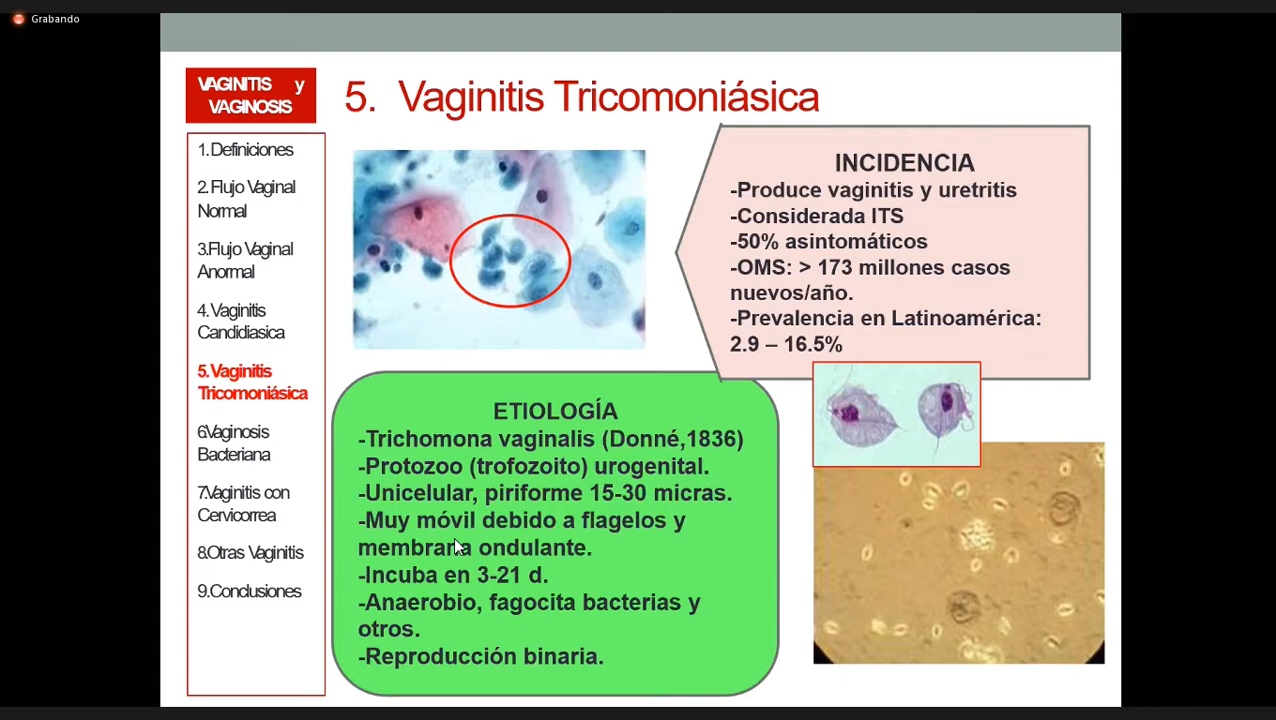 Grabando
VAGINITIS y
VAGINOSIS
5. Vaginitis Tricomoniásica
1.Definiciones
2. Flujo Vaginal
Normal
3.Flujo Vaginal
Anormal
4. Vaginitis
Candidiasica
5.Vaginitis
Tricomoniásica
6.Vaginosis
Bacteriana
7.Vaginitis con
Cervicorrea
8.Otras Vaginitis
9.Conclusiones
INCIDENCIA
-Produce vaginitis y uretritis
-Considerada ITS
-50% asintomáticos
-OMS: > 173 millones casos
nuevos/año.
-Prevalencia en Latinoamérica:
2.9 – 16.5%
ETIOLOGÍA
-Trichomona vaginalis (Donné,1836)
-Protozoo (trofozoito) urogenital.
-Unicelular, piriforme 15-30 micras.
-Muy móvil debido a flagelos y
membrana ondulante.
-Incuba en 3-21 d.
-Anaerobio, fagocita bacterias y
otros.
-Reproducción binaria.